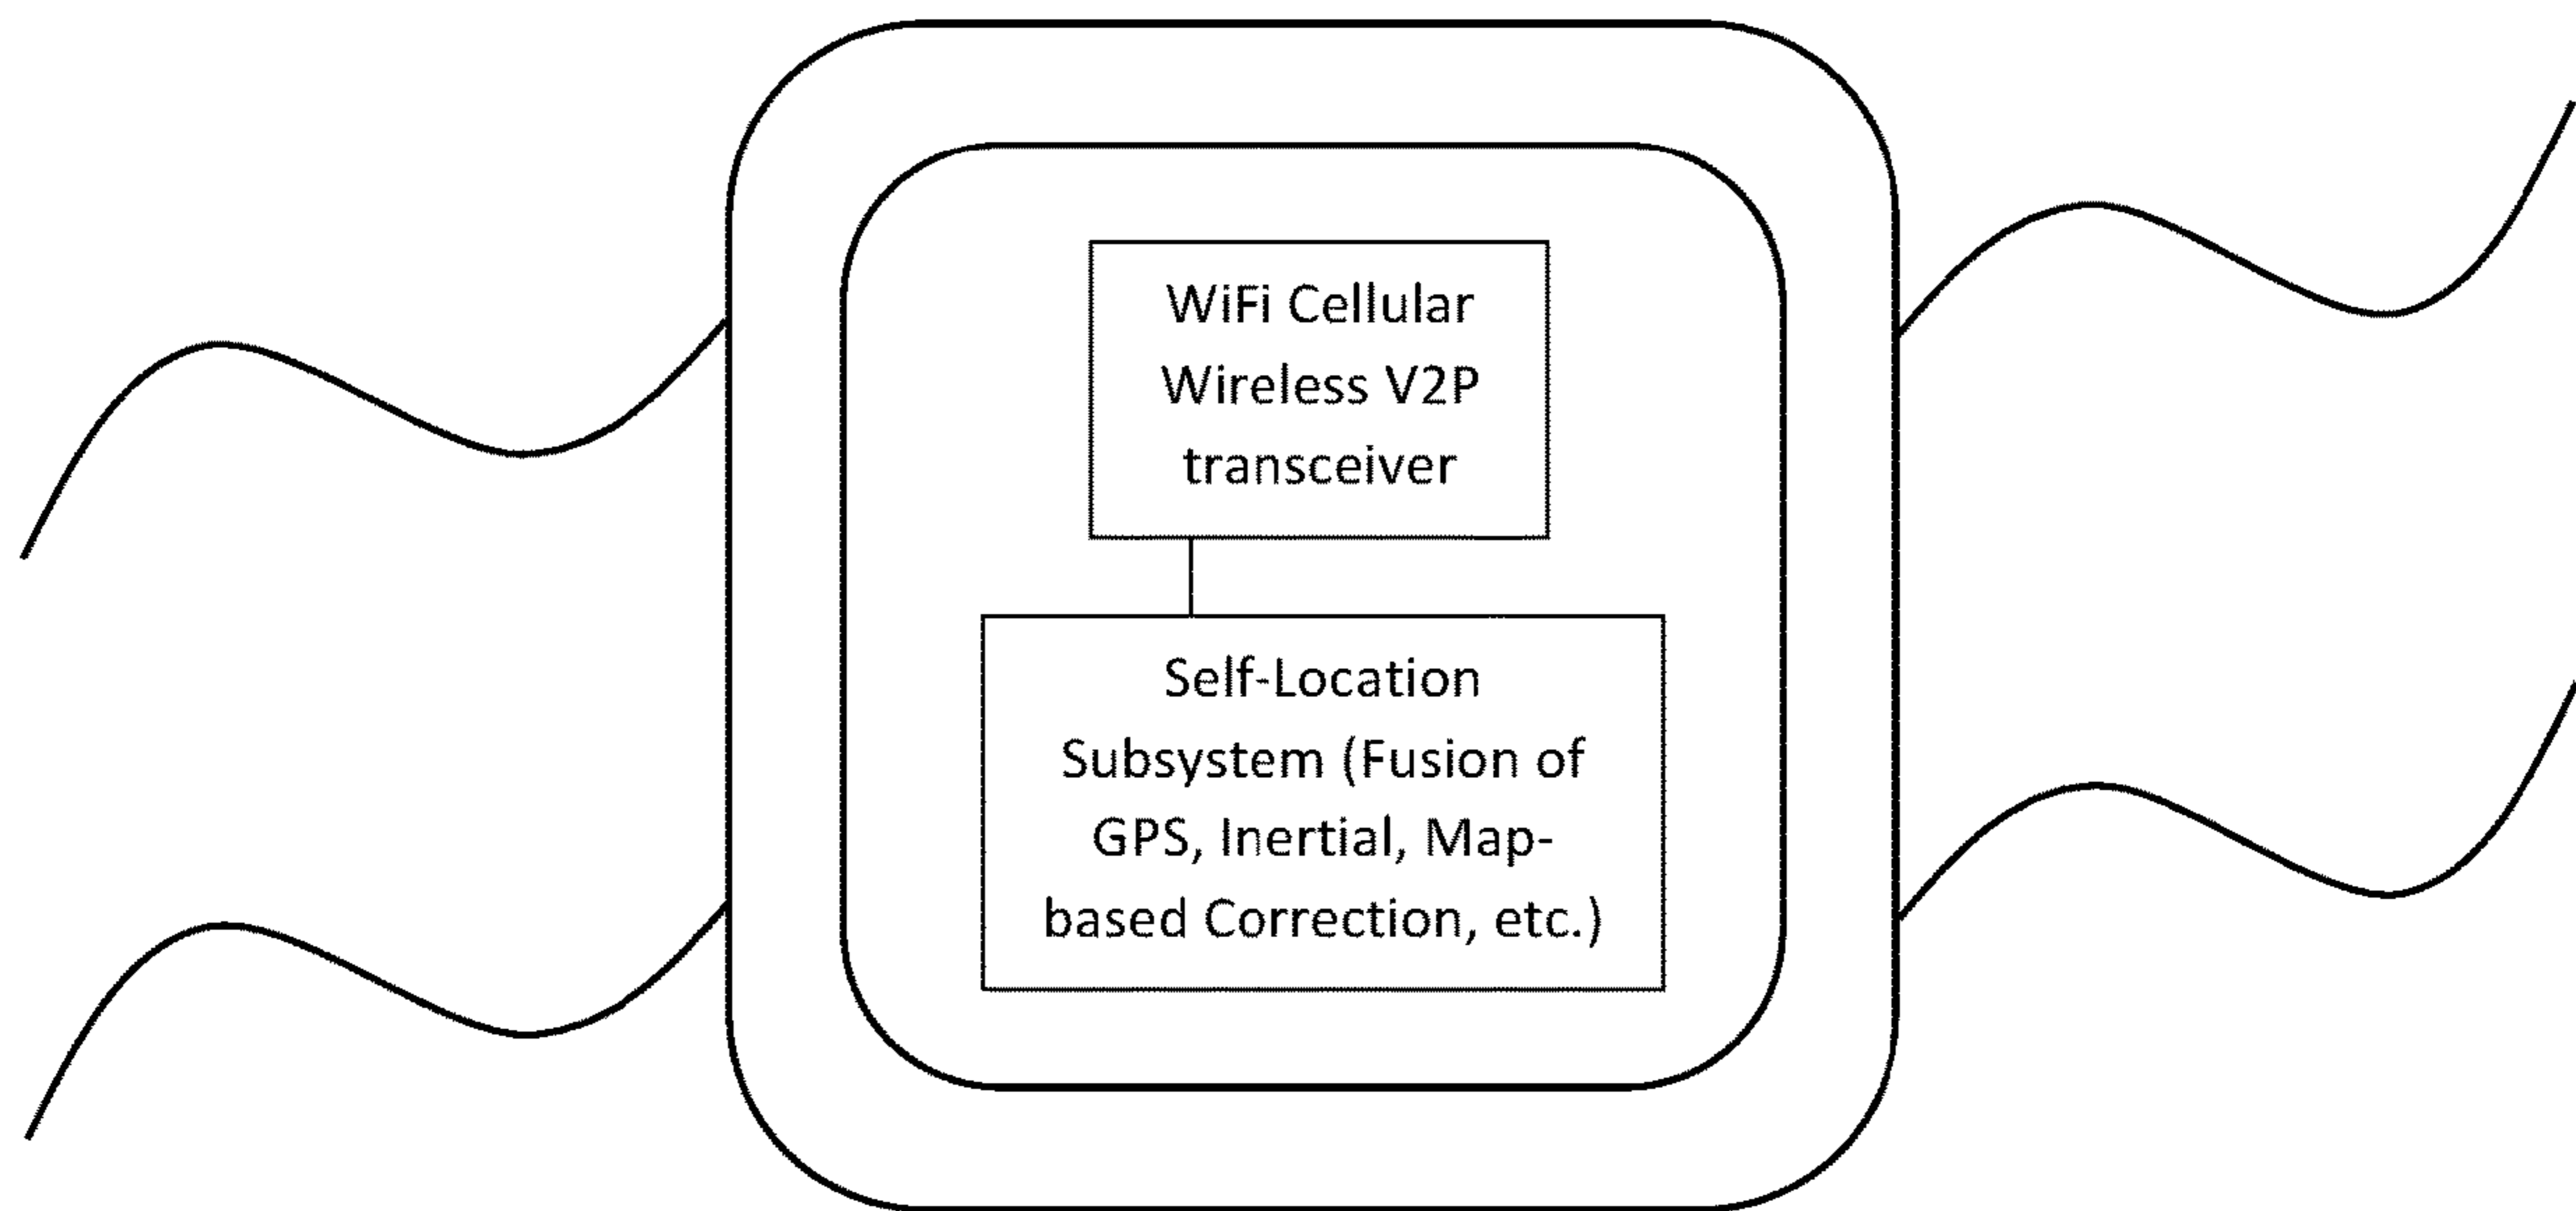 WiFi Cellular
Wireless V2P
transceiver
Self-Location
Subsystem (Fusion of
GPS, Inertial, Map-
based Correction, etc.)